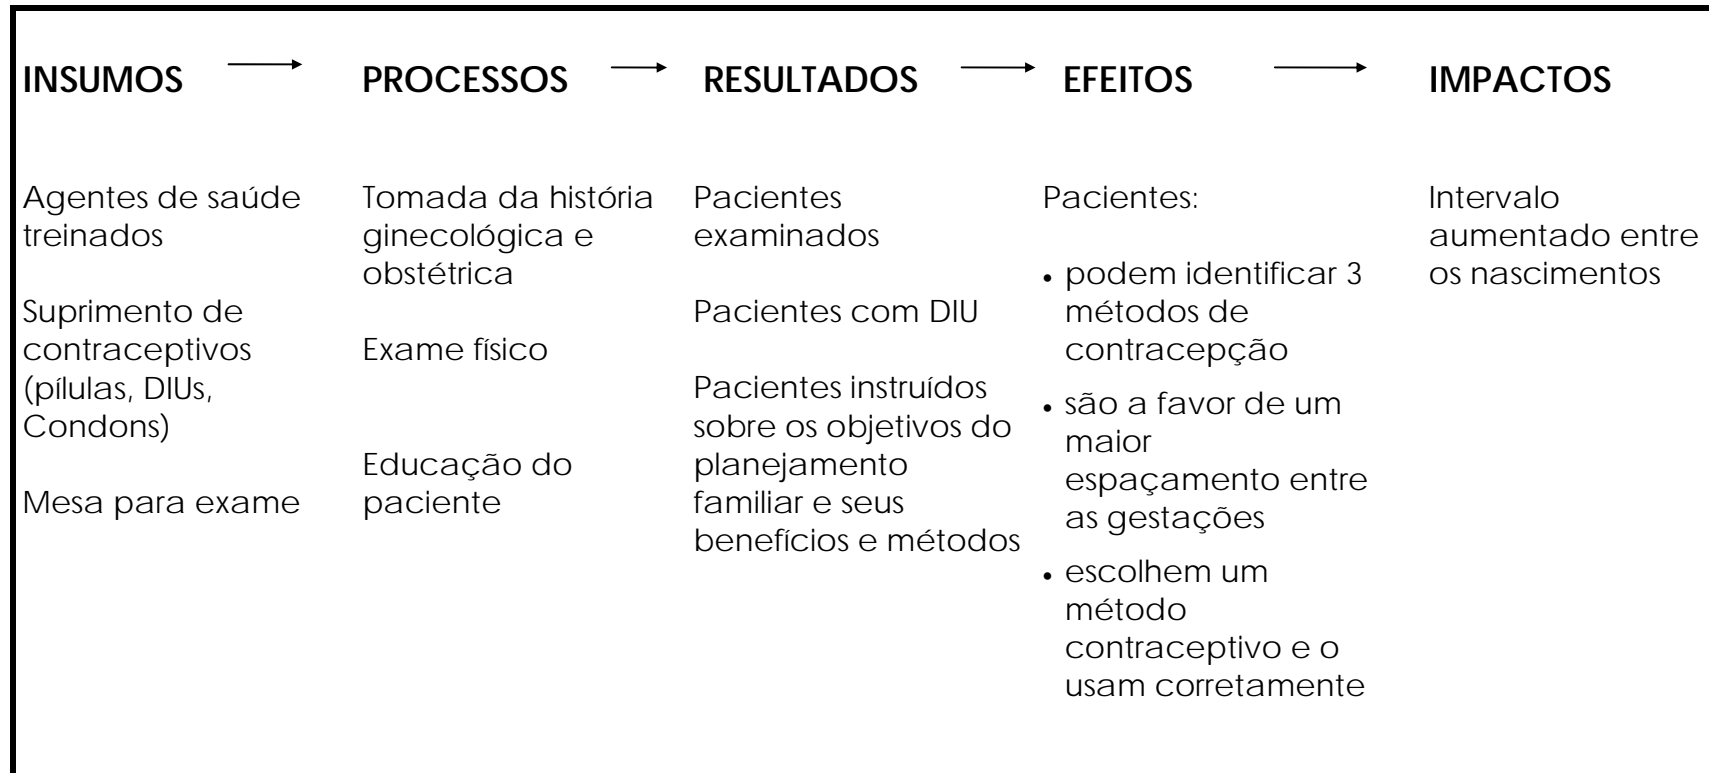 INSUMOS
PROCESSOS
RESULTADOS
EFEITOS
IMPACTOS
Agentes de saúde
treinados
Suprimento de
contraceptivos
(pílulas, DIUs,
Condons)
Mesa para exame
Tomada da história
ginecológica e
obstétrica
Exame físico
Educação do
paciente
Pacientes
examinados
Pacientes com DIU
Pacientes instruídos
sobre os objetivos do
planejamento
familiar e seus
benefícios e métodos
Pacientes:
• podem identificar 3
métodos de
contracepção
• são a favor de um
maior
espaçamento entre
as gestações
• escolhem um
método
contraceptivo e o
usam corretamente
Intervalo
aumentado entre
os nascimentos